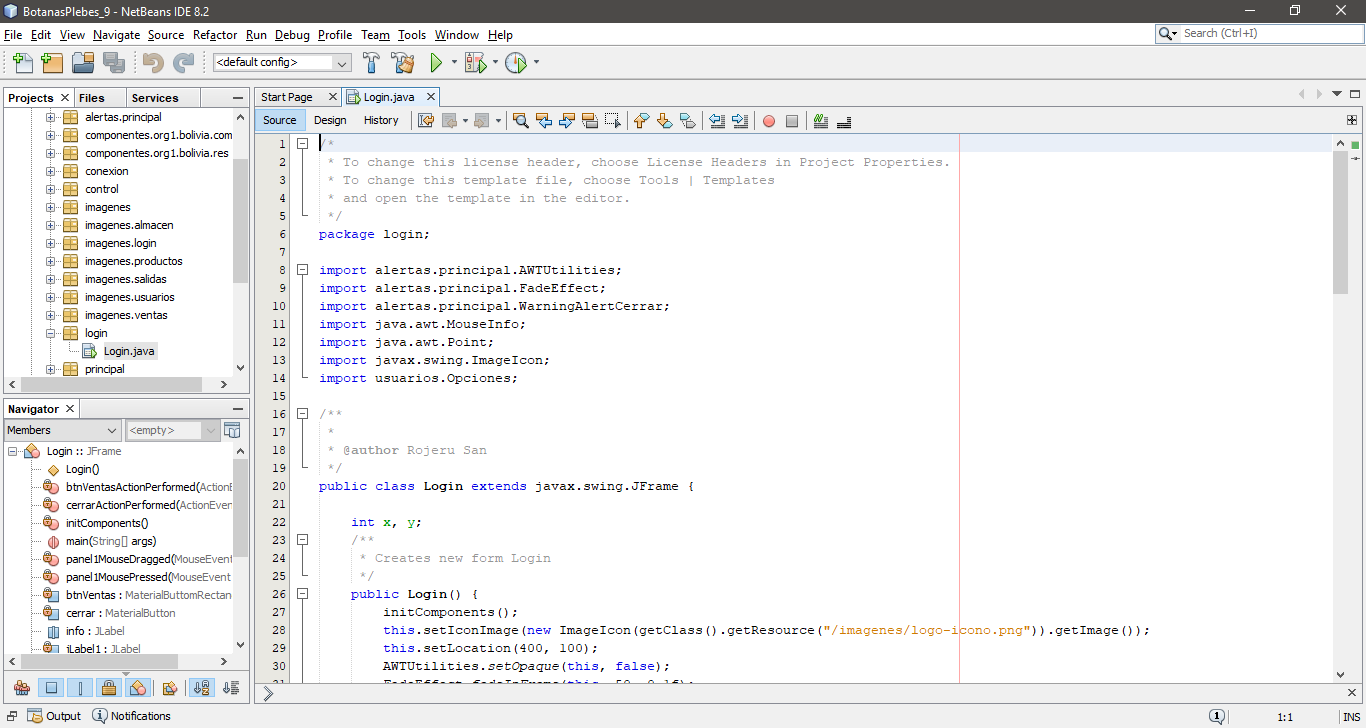 BotanasPlebes_9 - NetBeans IDE 8.2
File Edit View Navigate Source Refactor Run Debug Profile Team Tools Window Help
Search (Ctrl+I)
<default config>
Projects Files Services
alertas.principal
componentes.org1.bolivia.com
componentes.org1.bolivia.res
conexion
control
imagenes
imagenes.almacen
imagenes.login
imagenes.productos
imagenes.salidas
imagenes.usuarios
imagenes.ventas
login
Login.java
principal
Navigator
Members <empty>
Login :: JFrame
Login()
btnVentasActionPerformed(ActionE
cerrarActionPerformed(ActionEven
initComponents()
main(String[] args)
panel1MouseDragged(MouseEvent
panel1MousePressed(MouseEvent
btnVentas : MaterialButtomRectan
cerrar : MaterialButton
info : JLabel
jLabel1 : JLabel
Start Page Login.java
Source Design History
1 /*
2 * To change this license header, choose License Headers in Project Properties.
3 * To change this template file, choose Tools | Templates
4 * and open the template in the editor.
5 */
6 package login;
7
8 import alertas.principal.AWTUtilities;
9 import alertas.principal.FadeEffect;
10 import alertas.principal.WarningAlertCerrar;
11 import java.awt.MouseInfo;
12 import java.awt.Point;
13 import javax.swing.ImageIcon;
14 import usuarios.Opciones;
15
16 /**
17 *
18 * @author Rojeru San
19 */
20 public class Login extends javax.swing.JFrame {
21
22 int x, y;
23 /**
24 * Creates new form Login
25 */
26 public Login() {
27 initComponents();
28 this.setIconImage(new ImageIcon(getClass().getResource("/imagenes/logo-icono.png")).getImage());
29 this.setLocation(400, 100);
30 AWTUtilities.setOpaque(this, false);
31 FadeEffect.fadeInFrame(this, 50, 0.1f);
Output Notifications
1 1:1 INS